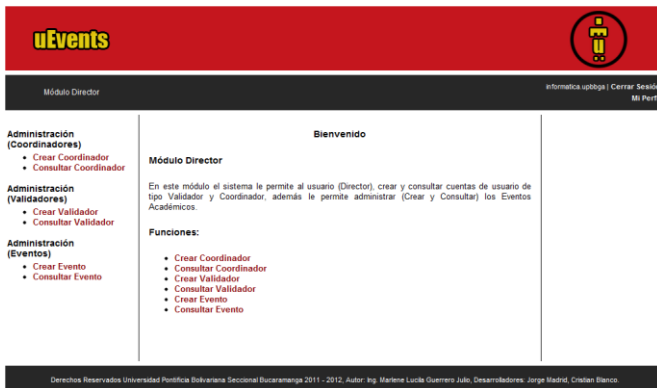 uEvents
Módulo Director
informatica.upbbga | Cerrar Sesión
Mi Perf
Administración
(Coordinadores)
Crear Coordinador
Consultar Coordinador
Administración
(Validadores)
Crear Validador
Consultar Validador
Administración
(Eventos)
Crear Evento
Consultar Evento
Bienvenido
Módulo Director
En este módulo el sistema le permite al usuario (Director), crear y consultar cuentas de usuario de
tipo Validador y Coordinador, además le permite administrar (Crear y Consultar) los Eventos
Académicos.
Funciones:
Crear Coordinador
Consultar Coordinador
Crear Validador
Consultar Validador
Crear Evento
Consultar Evento
Derechos Reservados Universidad Pontificia Bolivariana Seccional Bucaramanga 2011 - 2012, Autor: Ing. Marlene Lucila Guerrero Julio, Desarrolladores: Jorge Madrid, Cristian Blanco.